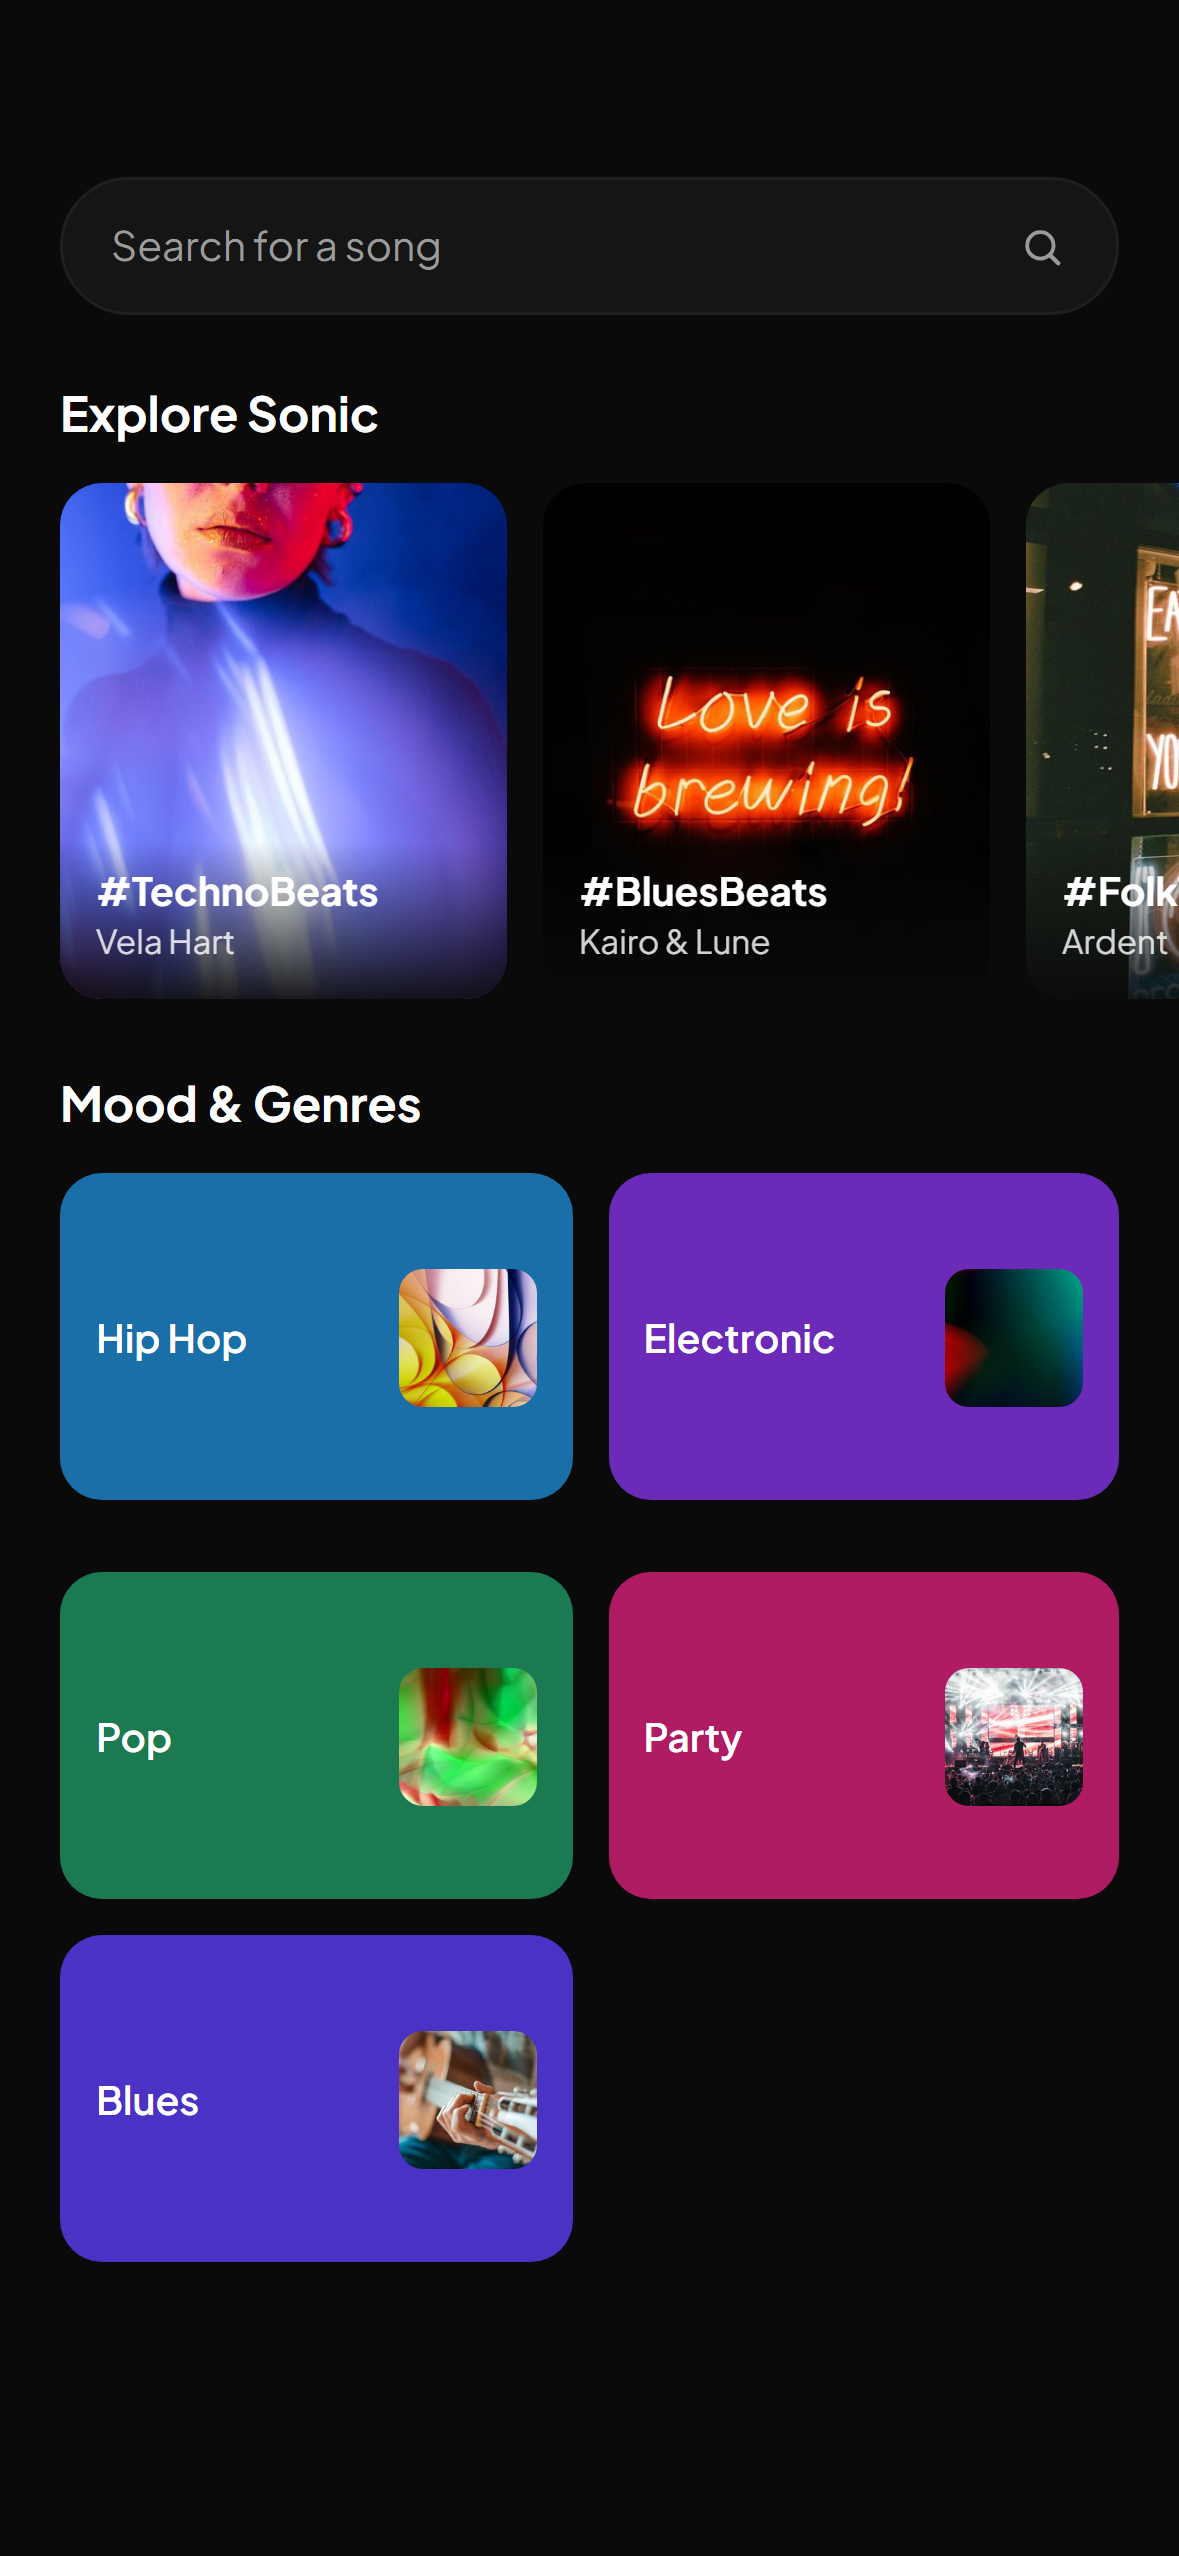 Search for a song
Explore Sonic
Love is
brewing!
#TechnoBeats
Vela Hart
#BluesBeats
Kairo & Lune
#Folk
Ardent
Mood & Genres
Hip Hop
Electronic
Pop
Party
Blues